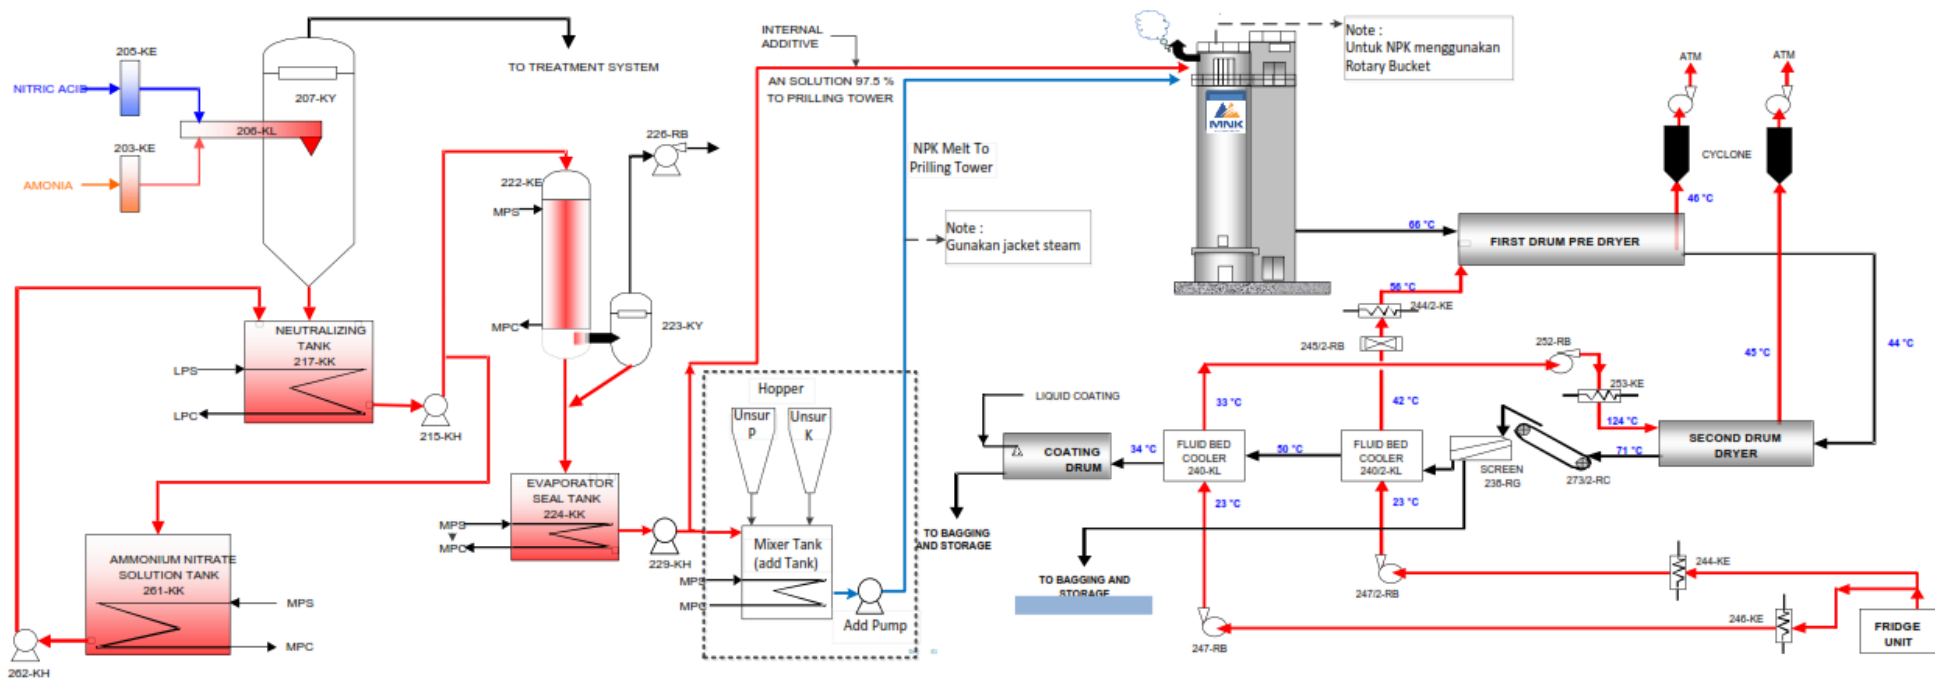 205-KE
NITRIC ACID
207-KY
206-KL
203-KE
AMONIA
TO TREATMENT SYSTEM
226-RB
222-KE
MPS
MPC
223-KY
NEUTRALIZING
TANK
217-KK
LPS
LPC
215-KH
EVAPORATOR
SEAL TANK
224-KK
MPS
MPC
229-KH
AMMONIUM NITRATE
SOLUTION TANK
261-KK
MPS
MPC
262-KH
INTERNAL
ADDITIVE
AN SOLUTION 97.5 %
TO PRILLING TOWER
NPK Melt To
Prilling Tower
Note :
Gunakan jacket steam
Hopper
Unsur
P
Unsur
K
Mixer Tank
(add Tank)
MPS
MPC
Add Pump
MNK
Note :
Untuk NPK menggunakan
Rotary Bucket
ATM
ATM
CYCLONE
46 °C
66 °C
FIRST DRUM PRE DRYER
56 °C
244/2-KE
245/2-RB
252-RB
45 °C
44 °C
253-KE
124 °C
SECOND DRUM
DRYER
71 °C
273/2-RC
SCREEN
236-RG
33 °C
42 °C
LIQUID COATING
COATING
DRUM
34 °C
FLUID BED
COOLER
240-KL
50 °C
FLUID BED
COOLER
240/2-KL
23 °C
23 °C
TO BAGGING
AND STORAGE
TO BAGGING AND
STORAGE
247/2-RB
244-KE
247-RB
246-KE
FRIDGE
UNIT